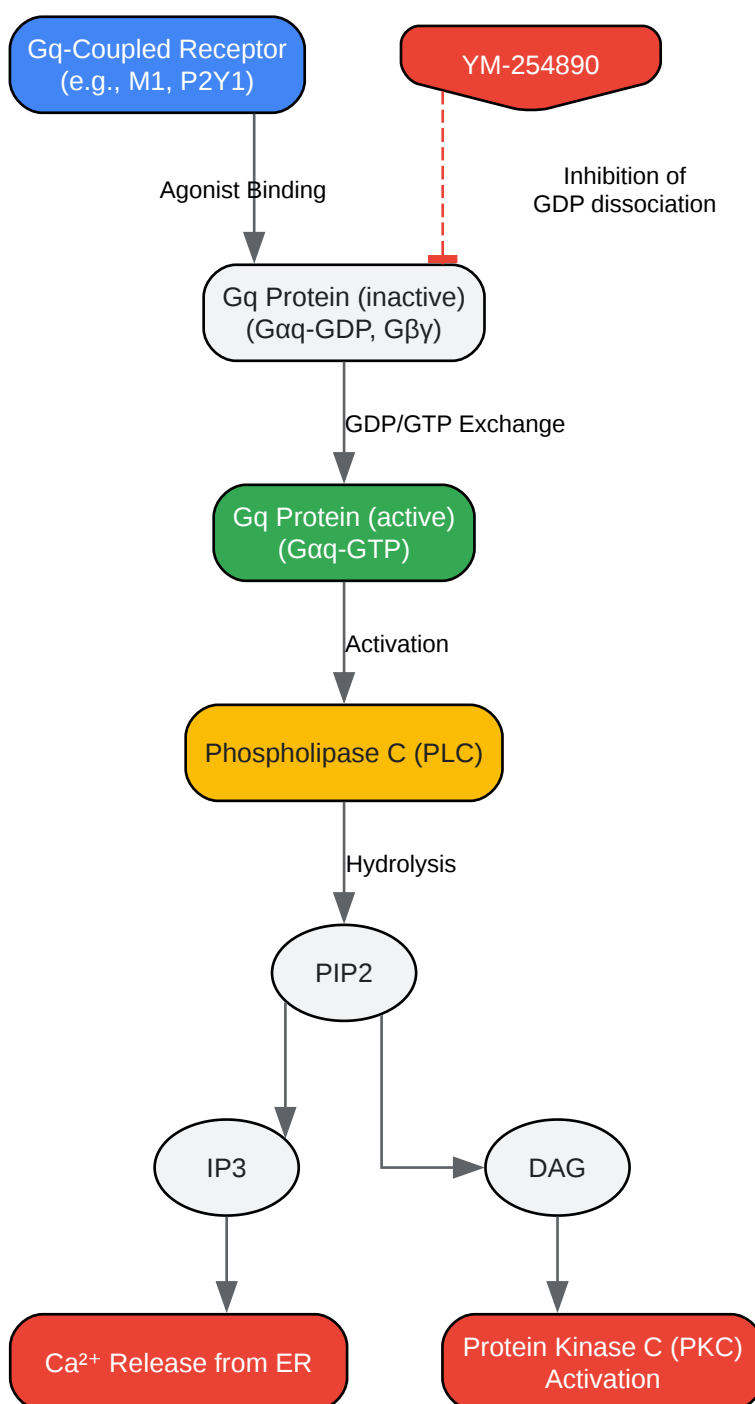 Gq-Coupled Receptor
(e.g., M1, P2Y1)
YM-254890
Agonist Binding
Inhibition of
GDP dissociation
Gq Protein (inactive)
(Gαq-GDP, Gβγ)
GDP/GTP Exchange
Gq Protein (active)
(Gαq-GTP)
Activation
Phospholipase C (PLC)
Hydrolysis
PIP2
IP3
DAG
Ca²⁺ Release from ER
Protein Kinase C (PKC)
Activation